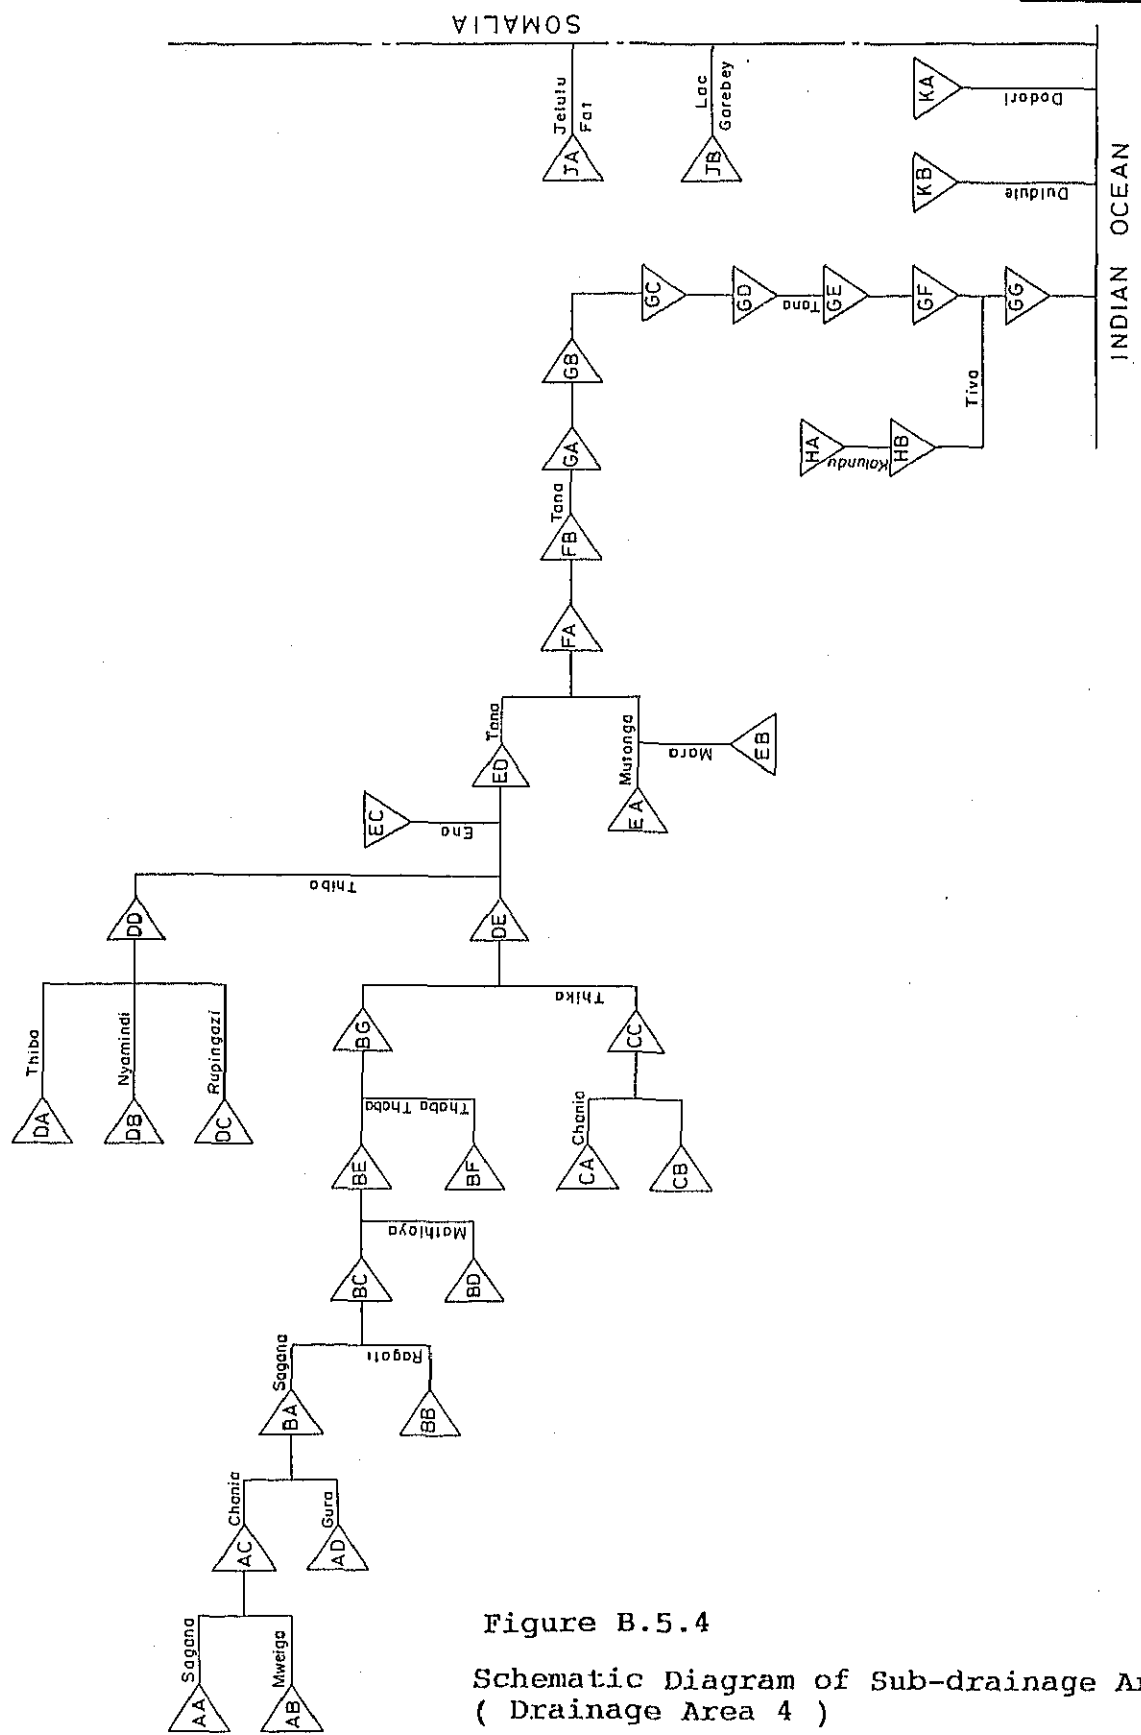 SOMALIA
Jelulu
Fat
JA
Lac
Garebey
JB
KA
Dodori
KB
Duldule
INDIAN OCEAN
GC
GD
Tana
GE
GF
GG
GB
GA
Tana
FB
FA
HA
Kalundu
HB
Tiva
Tana
ED
EC
Ena
Mutonga
EA
Mara
EB
Thiba
DD
DE
Thiba
DA
Nyamindi
DB
Rupingazi
DC
BG
Thika
CC
Chania
CA
CB
BE
Thaba Thaba
BF
BC
Mathioya
BD
Sagana
BA
Ragati
BB
Chania
AC
Gura
AD
Sagana
AA
Mweiga
AB
Figure B.5.4
Schematic Diagram of Sub-drainage Ar
( Drainage Area 4 )